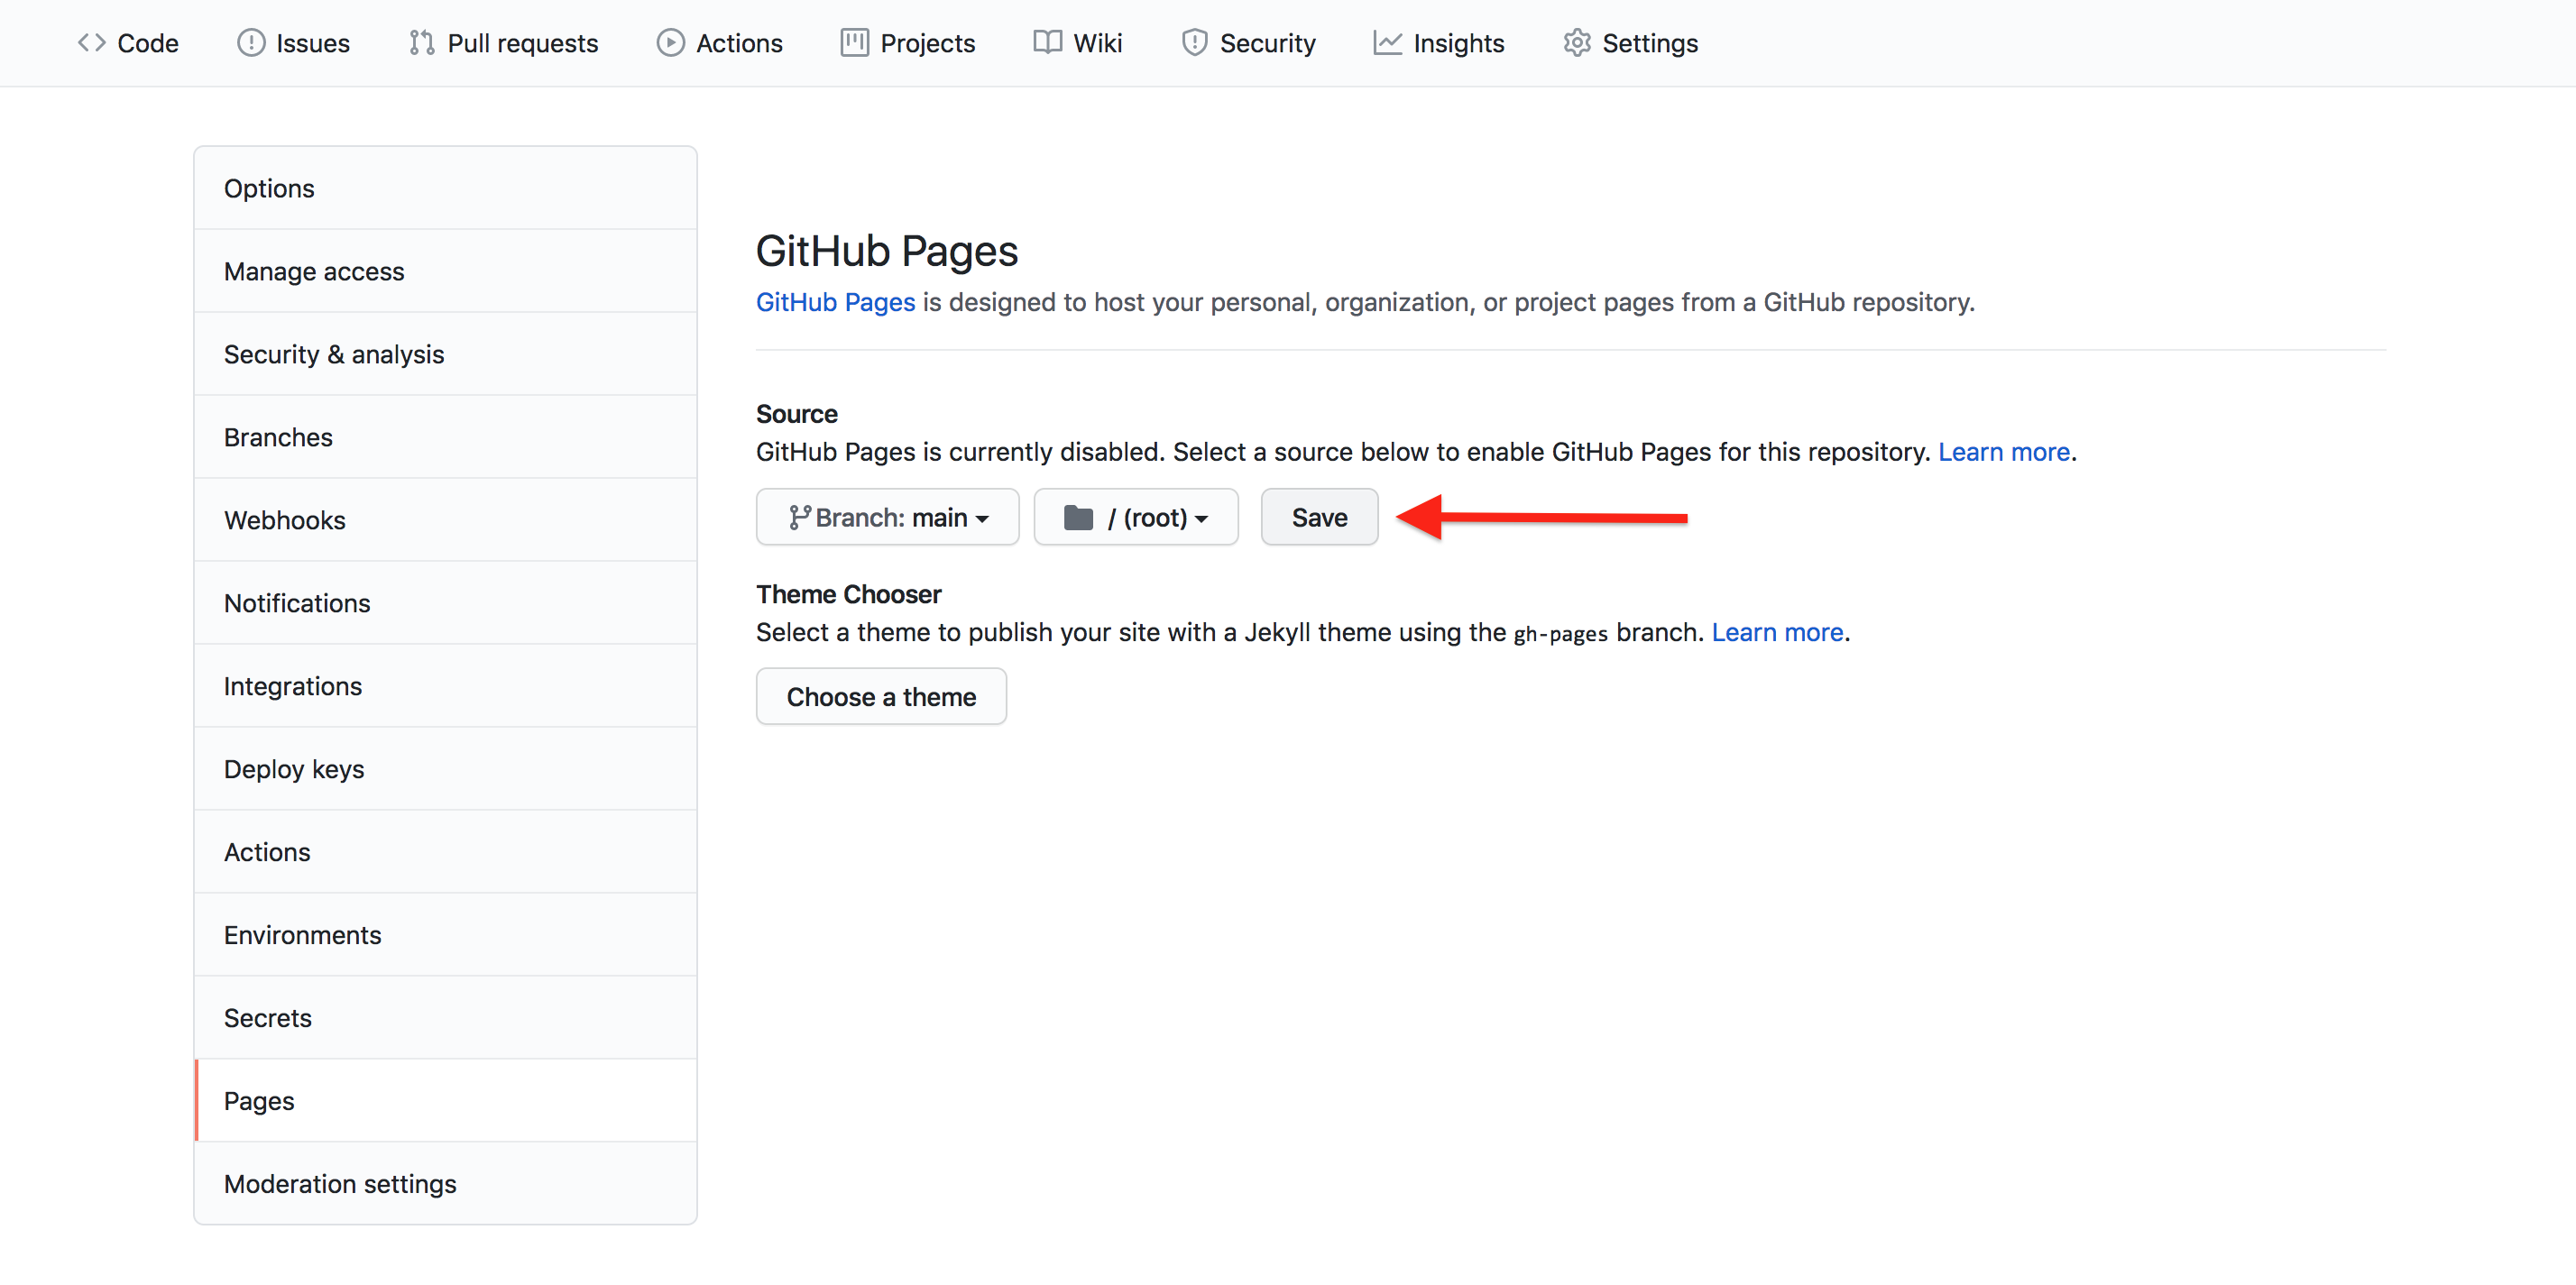 Code Issues Pull requests Actions Projects Wiki Security Insights Settings
Options
Manage access
Security & analysis
Branches
Webhooks
Notifications
Integrations
Deploy keys
Actions
Environments
Secrets
Pages
Moderation settings
GitHub Pages
GitHub Pages is designed to host your personal, organization, or project pages from a GitHub repository.
Source
GitHub Pages is currently disabled. Select a source below to enable GitHub Pages for this repository. Learn more.
Branch: main / (root) Save
Theme Chooser
Select a theme to publish your site with a Jekyll theme using the gh-pages branch. Learn more.
Choose a theme